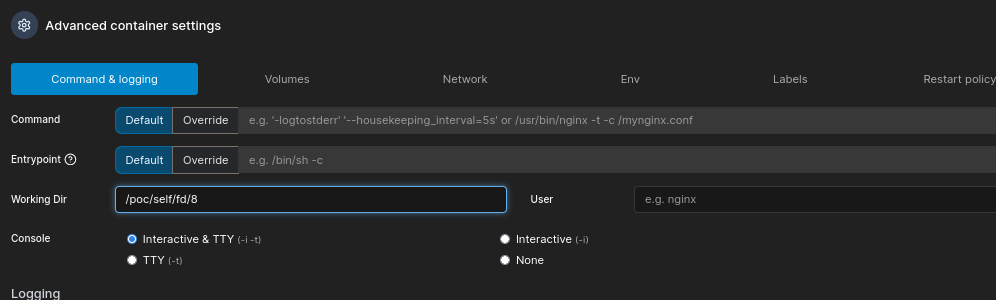 Advanced container settings
Command & logging Volumes Network Env Labels Restart policy
Command Default Override e.g. '-logtostderr' '--housekeeping_interval=5s' or /usr/bin/nginx -t -c /mynginx.conf
Entrypoint ? Default Override e.g. /bin/sh -c
Working Dir /poc/self/fd/8 User e.g. nginx
Console Interactive & TTY (-i -t) Interactive (-i)
TTY (-t) None
Logging